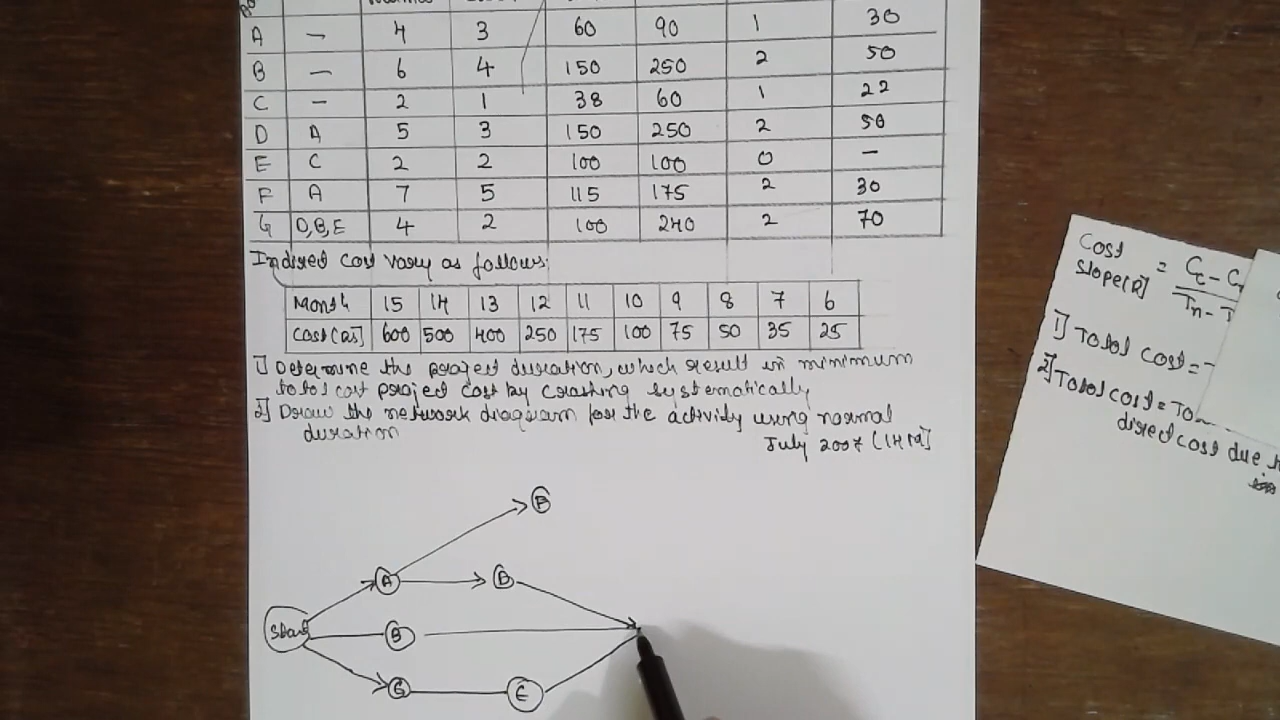 A — 4 3 60 90 1 30
B — 6 4 150 250 2 50
C — 2 1 38 60 1 22
D A 5 3 150 250 2 50
E C 2 2 100 100 0 —
F A 7 5 115 175 2 30
G D,B,E 4 2 100 240 2 70
Indirect cost vary as follows:
Month 15 14 13 12 11 10 9 8 7 6
Cost[Rs] 600 500 400 250 175 100 75 50 35 25
1] Determine the project duration, which result in minimum
total cost project cost by crashing systematically
2] Draw the network diagram for the activity using normal
duration
July 2007 [14M]
F
A B
Start B
C E
Cost
Slope[R] = Cc - C
Tn - T
1] Total cost =
2] Total cost = To
direct cost due